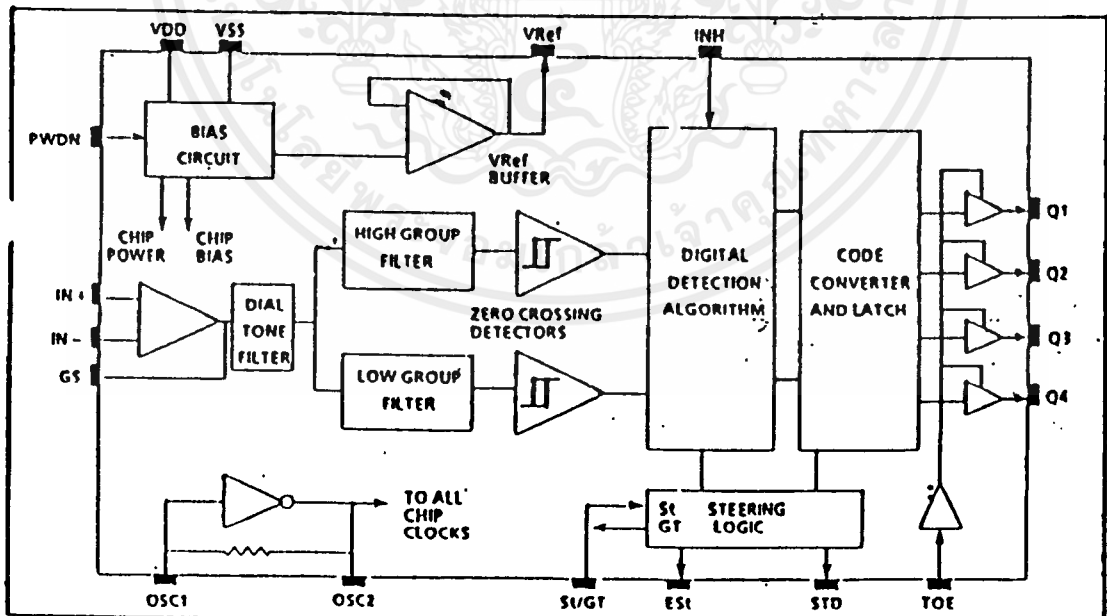 VDD VSS VRef INH
PWDN
BIAS
CIRCUIT
VRef
BUFFER
CHIP
POWER
CHIP
BIAS
HIGH GROUP
FILTER
DIGITAL
DETECTION
ALGORITHM
CODE
CONVERTER
AND LATCH
Q1
Q2
Q3
Q4
IN +
IN -
GS
DIAL
TONE
FILTER
ZERO CROSSING
DETECTORS
LOW GROUP
FILTER
TO ALL
CHIP
CLOCKS
St
GT
STEERING
LOGIC
OSC1 OSC2 St/GT ESt STD TOE